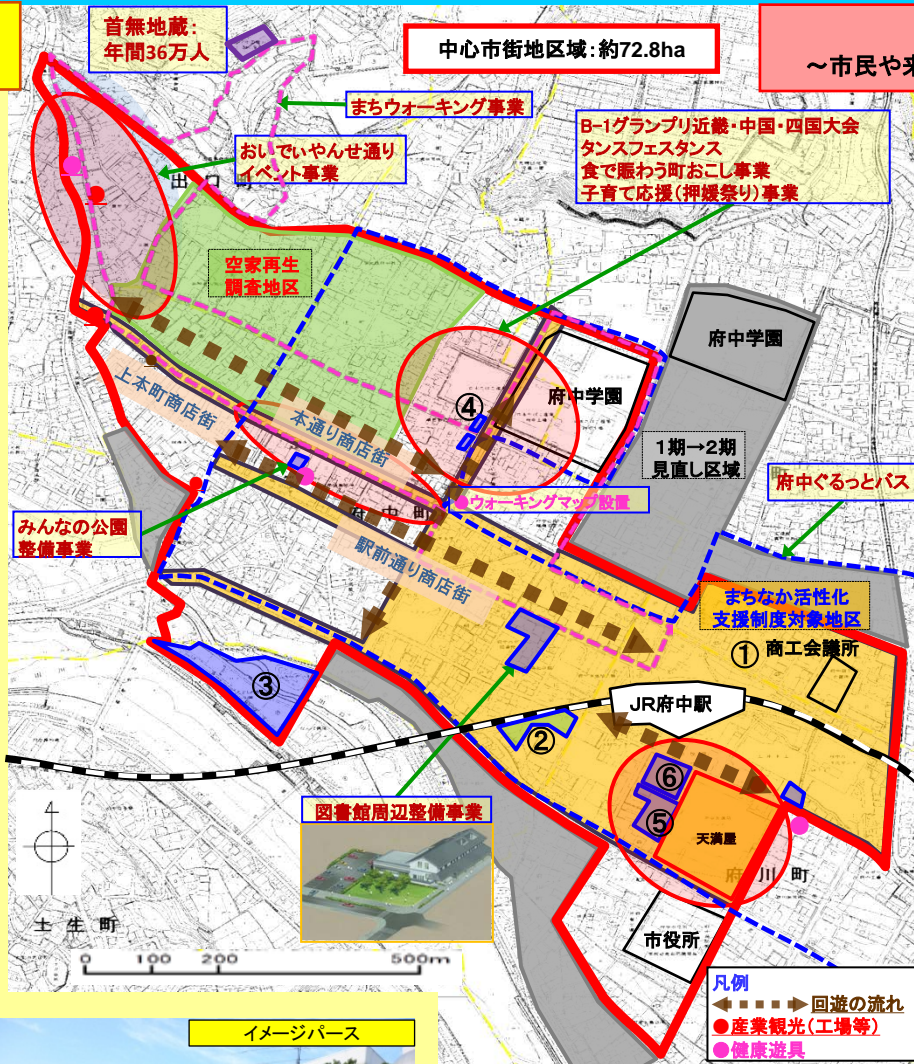 首無地蔵：
年間36万人
中心市街地区域：約72.8ha
～市民や来
まちウォーキング事業
おいでぃやんせ通り
イベント事業
B-1グランプリ近畿・中国・四国大会
タンスフェスタンス
食で賑わう町おこし事業
子育て応援（押媛祭り）事業
出口町
空家再生
調査地区
府中学園
府中学園
④
上本町商店街
本通り商店街
1期→2期
見直し区域
府中ぐるっとバス
●ウォーキングマップ設置
府中町
みんなの公園
整備事業
駅前通り商店街
まちなか活性化
支援制度対象地区
① 商工会議所
③
JR府中駅
②
⑥
⑤
天満屋
図書館周辺整備事業
府川町
市役所
4
土生町
0 100 200 500m
凡例
回遊の流れ
●産業観光（工場等）
●健康遊具
イメージパース